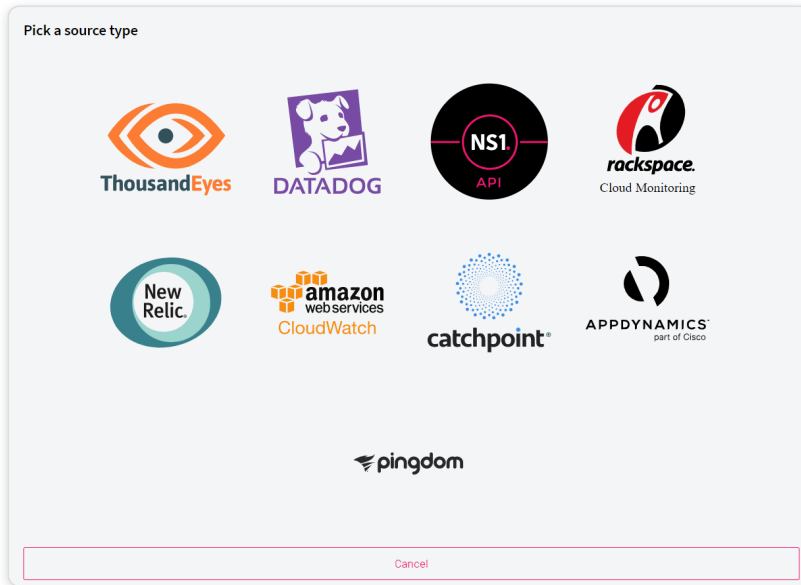 Pick a source type
ThousandEyes
DATADOG
NS1.
API
rackspace.
Cloud Monitoring
New
Relic.
amazon
web services
CloudWatch
catchpoint®
APPDYNAMICS
part of Cisco
pingdom
Cancel